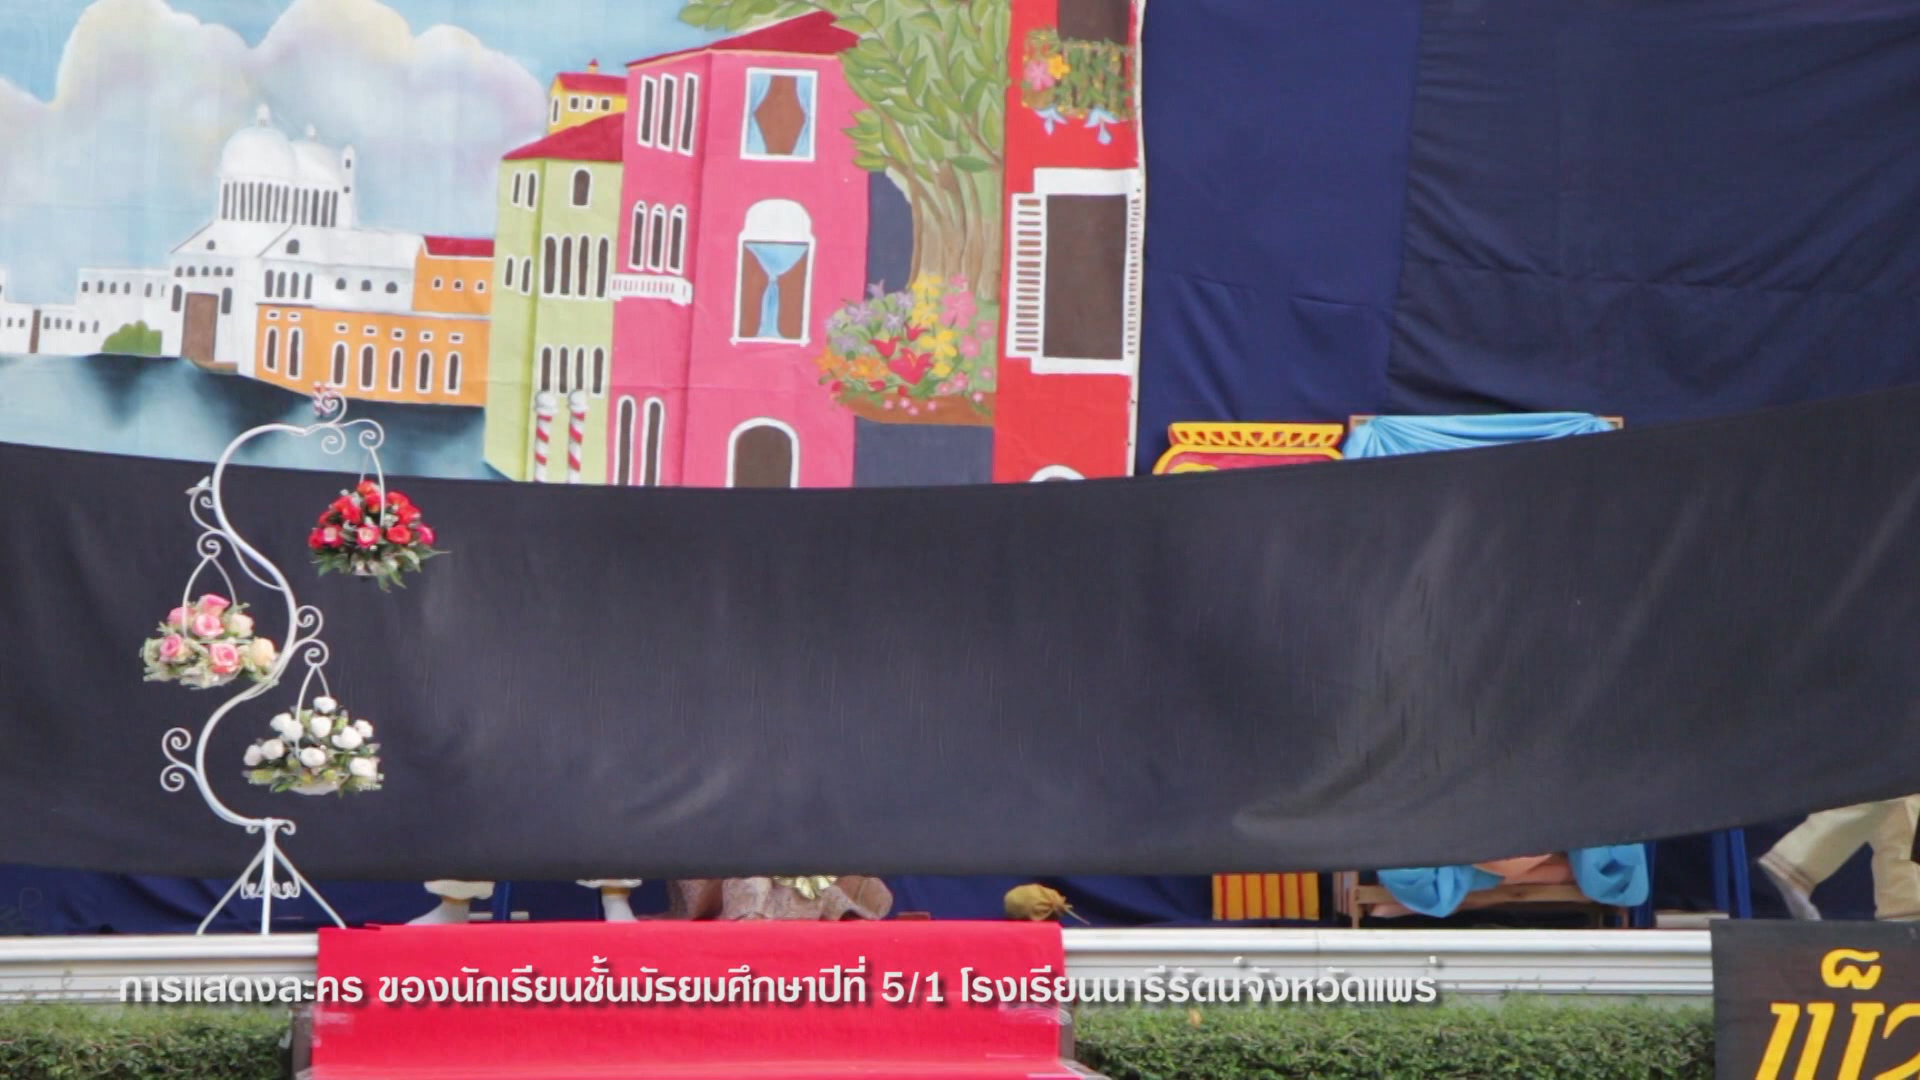 การแสดงละคร ของนักเรียนชั้นมัธยมศึกษาปีที่ 5/1 โรงเรียนนารีรัตน์จังหวัดแพร่